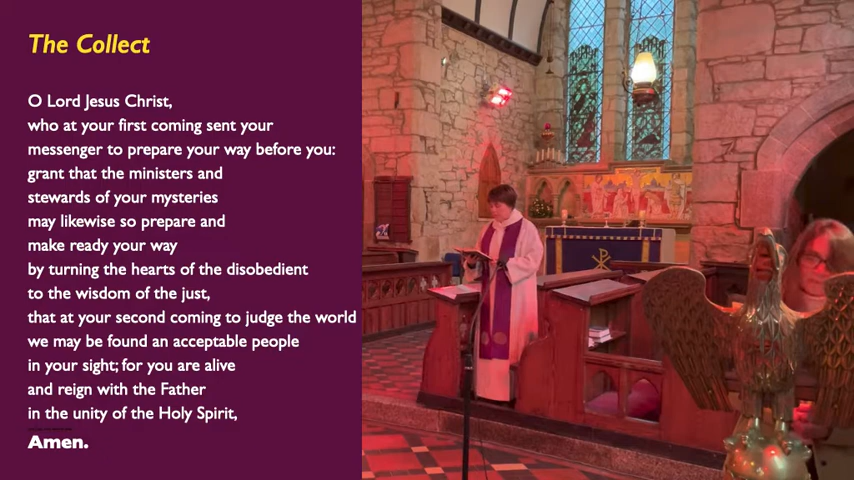 The Collect
O Lord Jesus Christ,
who at your first coming sent your
messenger to prepare your way before you:
grant that the ministers and
stewards of your mysteries
may likewise so prepare and
make ready your way
by turning the hearts of the disobedient
to the wisdom of the just,
that at your second coming to judge the world
we may be found an acceptable people
in your sight; for you are alive
and reign with the Father
in the unity of the Holy Spirit,
Amen.